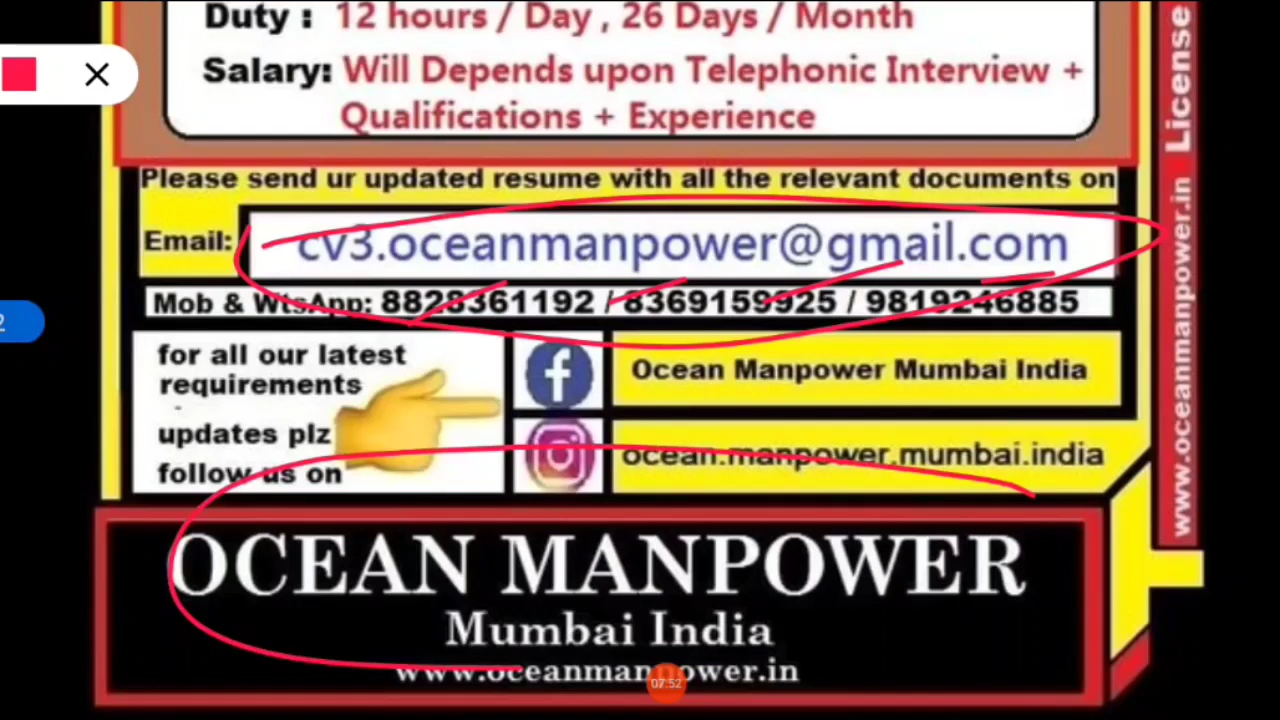 Duty : 12 hours / Day , 26 Days / Month
Salary: Will Depends upon Telephonic Interview +
Qualifications + Experience
Please send ur updated resume with all the relevant documents on
Email: cv3.oceanmanpower@gmail.com
Mob & WtsApp: 8828361192 / 8369159925 / 9819246885
for all our latest
requirements
updates plz
follow us on
Ocean Manpower Mumbai India
ocean.manpower.mumbai.india
OCEAN MANPOWER
Mumbai India
www.oceanmanpower.in
07:52
www.oceanmanpower.in License
2